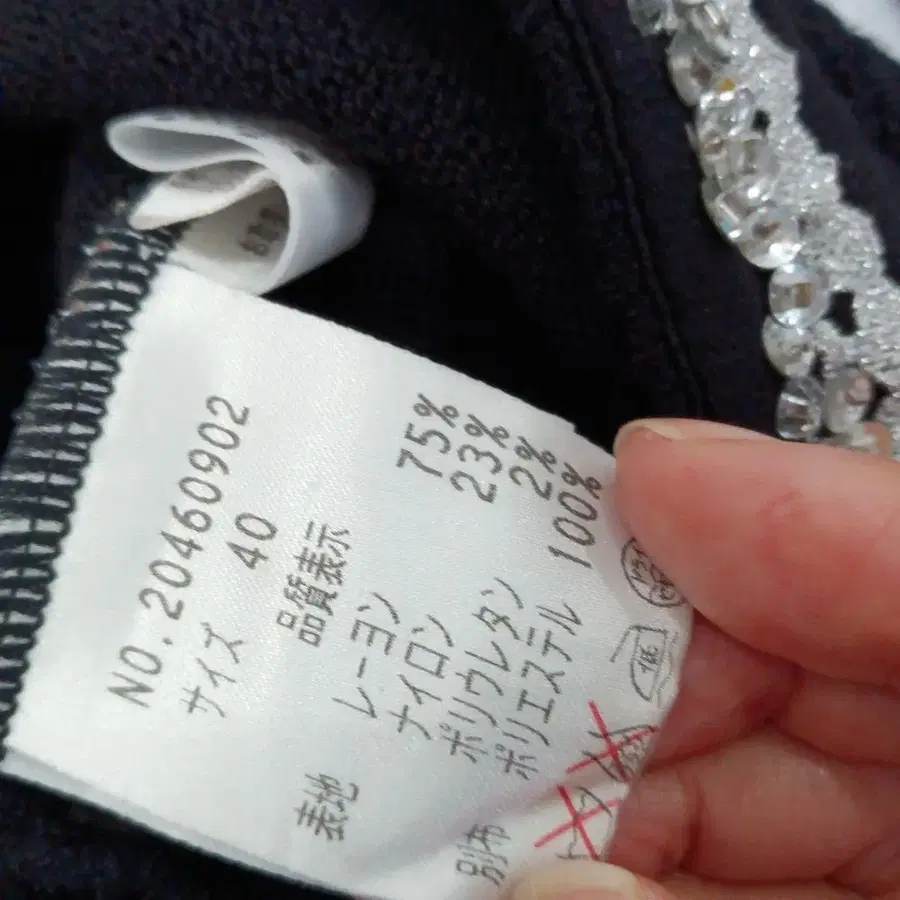 NO.20460902
サイズ 40
品質表示
表地 レーヨン 75%
ナイロン 23%
ポリウレタン 2%
別布 ポリエステル 100%
低